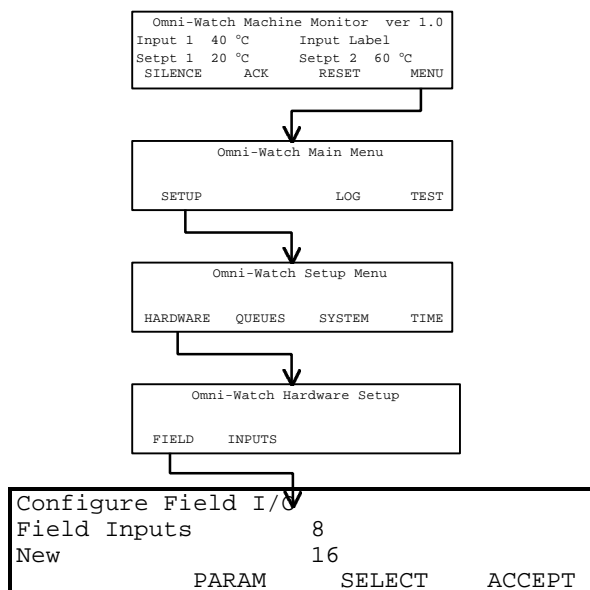 Omni-Watch Machine Monitor ver 1.0
Input 1 40 °C Input Label
Setpt 1 20 °C Setpt 2 60 °C
SILENCE ACK RESET MENU
Omni-Watch Main Menu
SETUP LOG TEST
Omni-Watch Setup Menu
HARDWARE QUEUES SYSTEM TIME
Omni-Watch Hardware Setup
FIELD INPUTS
Configure Field I/O
Field Inputs 8
New 16
PARAM SELECT ACCEPT